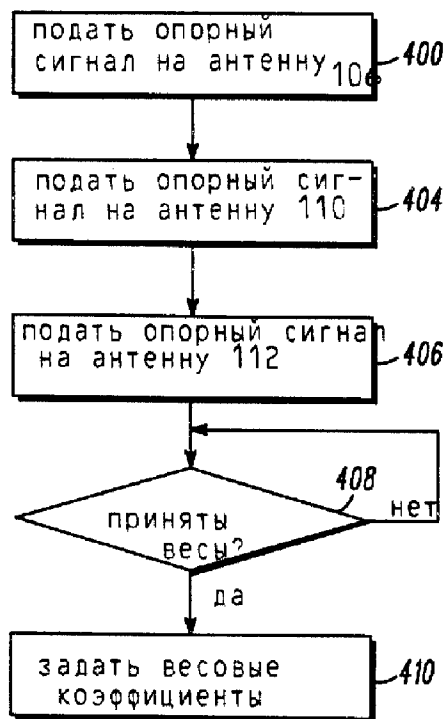 подать опорный
сигнал на антенну
400
подать опорный сиг-
нал на антенну 110
404
подать опорный сигнал
на антенну 112
406
408
нет
приняты
весы?
да
задать весовые
коэффициенты
410